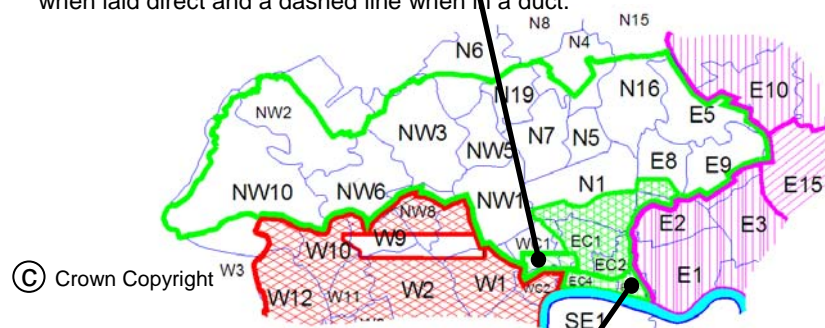 when laid direct and a dashed line when in a duct.
N8 N15
N6 N4
N19 N16 E10
NW2
NW3 N7 N5 E5
NW5
E8 E9
NW10 NW6 NW1 N1 E15
NW8 E2 E3
W10 W9 WC1 EC1
EC2
© Crown Copyright W3 W12 W11 W2 W1 WC2 EC4 E1
SE1